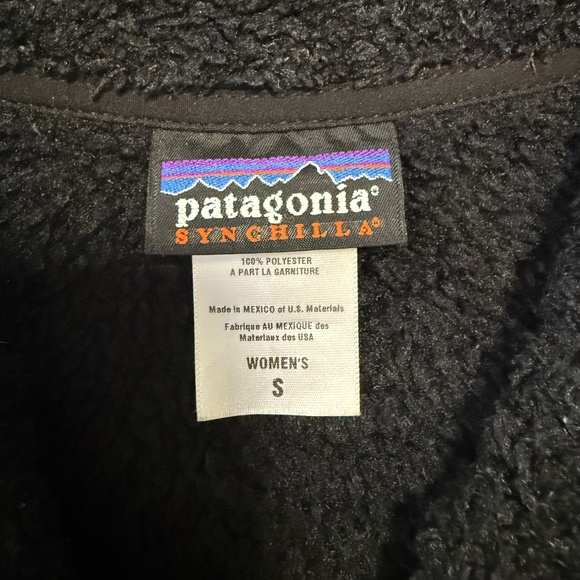 patagonia®
SYNCHILLA®
100% POLYESTER
A PART LA GARNITURE
Made in MEXICO of U.S. Materials
Fabrique AU MEXIQUE des
Materiaux des USA
WOMEN'S
S